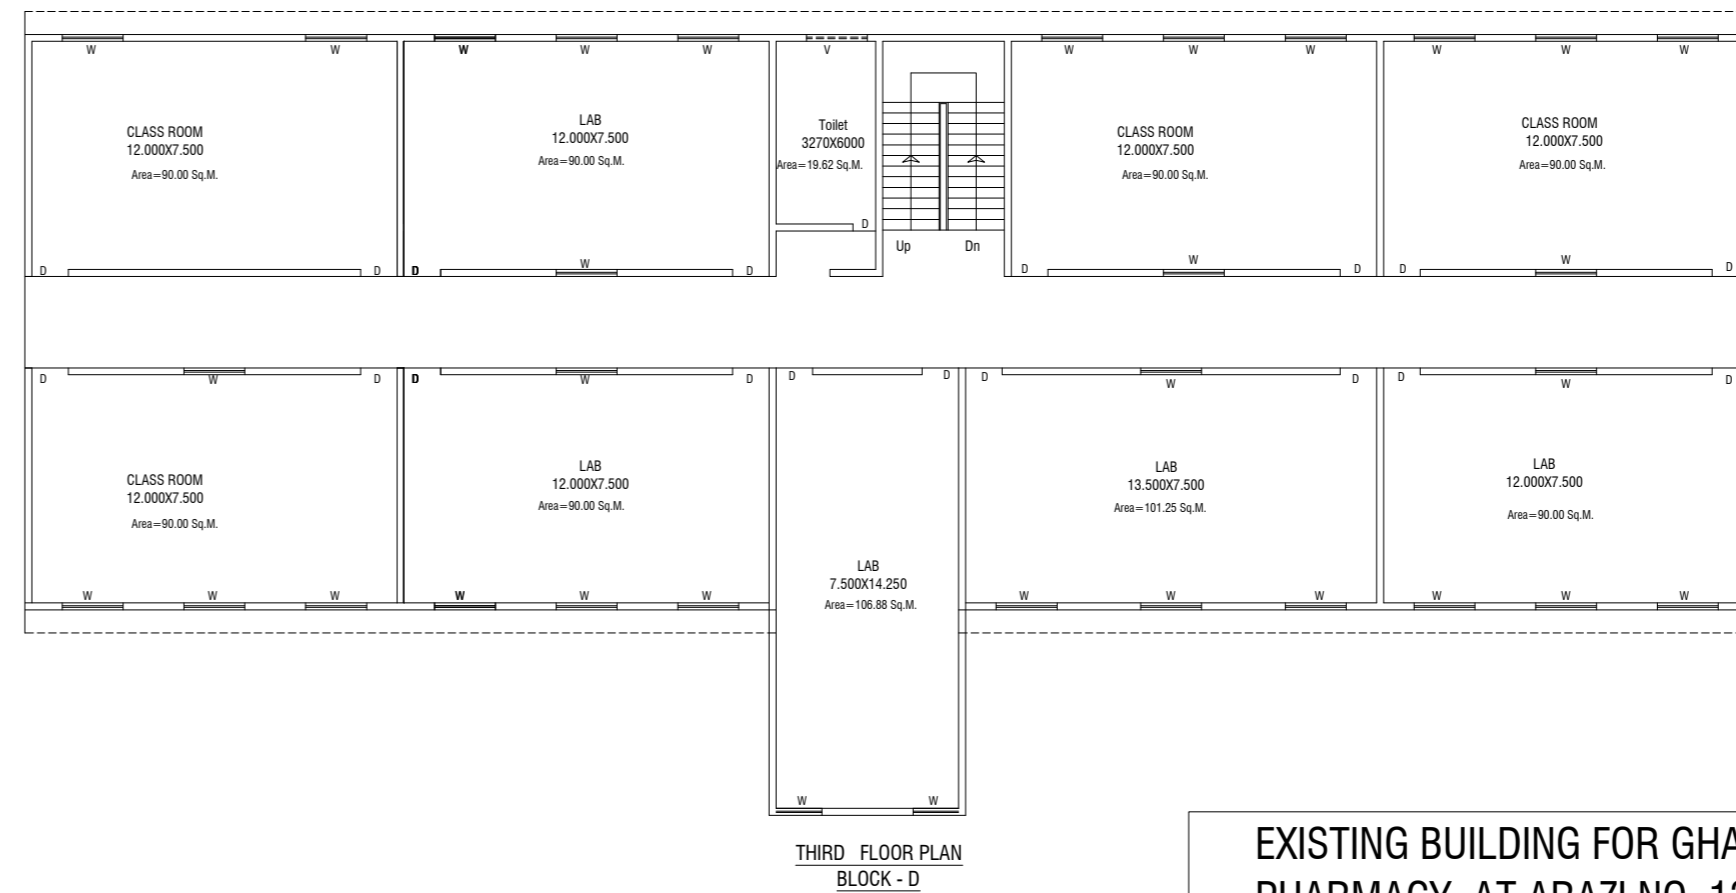 W W W W W V W W W W W W
CLASS ROOM
12.000X7.500
Area=90.00 Sq.M.
LAB
12.000X7.500
Area=90.00 Sq.M.
Toilet
3270X6000
Area=19.62 Sq.M.
D
Up Dn
CLASS ROOM
12.000X7.500
Area=90.00 Sq.M.
CLASS ROOM
12.000X7.500
Area=90.00 Sq.M.
W W W
D D D D D D D D
D W D D W D D D D W D D W D
CLASS ROOM
12.000X7.500
Area=90.00 Sq.M.
LAB
12.000X7.500
Area=90.00 Sq.M.
LAB
7.500X14.250
Area=106.88 Sq.M.
LAB
13.500X7.500
Area=101.25 Sq.M.
LAB
12.000X7.500
Area=90.00 Sq.M.
W W W W W W W W W W W W
W W
THIRD FLOOR PLAN
BLOCK - D
EXISTING BUILDING FOR